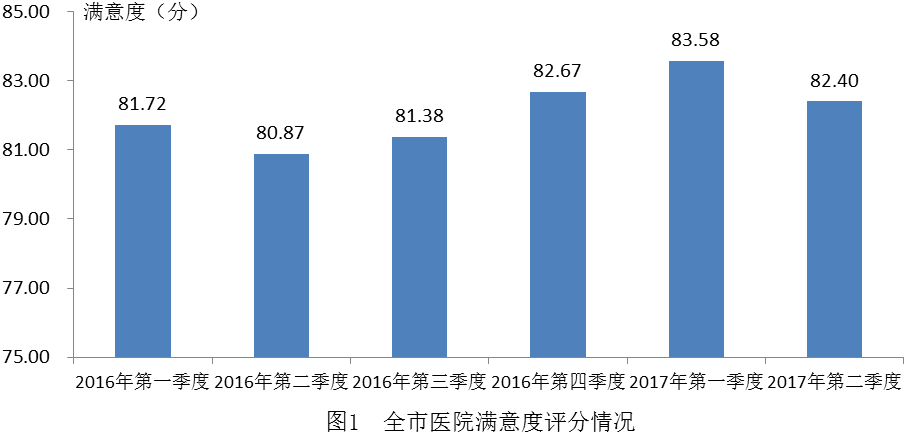 85.00
满意度（分）
83.00
81.00
79.00
77.00
75.00
81.72
80.87
81.38
82.67
83.58
82.40
2016年第一季度
2016年第二季度
2016年第三季度
2016年第四季度
2017年第一季度
2017年第二季度
图1 全市医院满意度评分情况